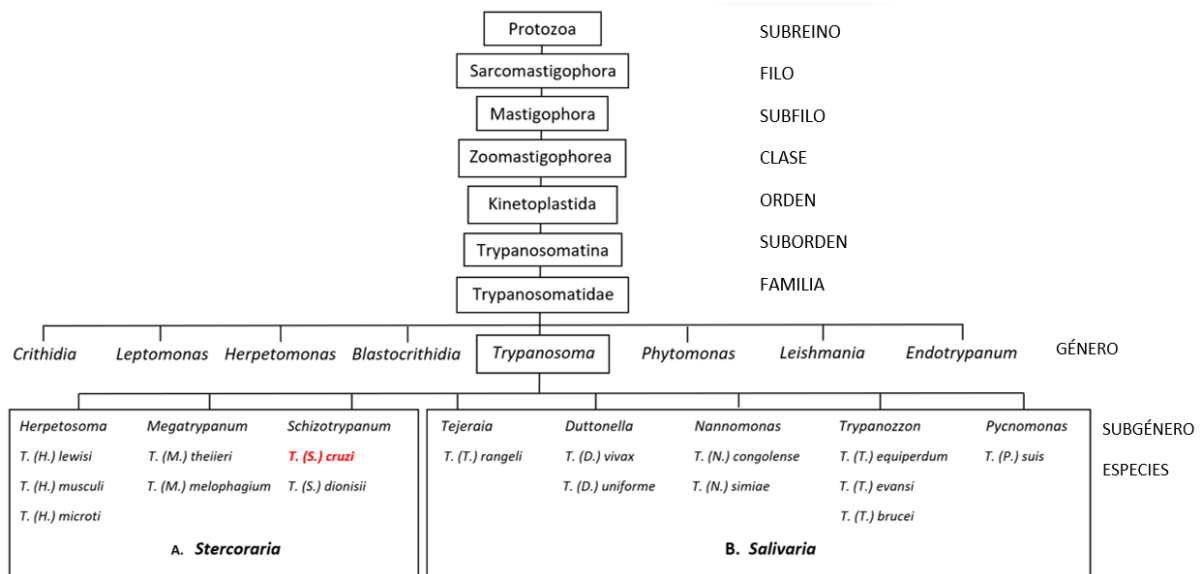 Protozoa SUBREINO
Sarcomastigophora FILO
Mastigophora SUBFILO
Zoomastigophorea CLASE
Kinetoplastida ORDEN
Trypanosomatina SUBORDEN
Trypanosomatidae FAMILIA
Crithidia Leptomonas Herpetomonas Blastocrithidia Trypanosoma Phytomonas Leishmania Endotrypanum GÉNERO
Herpetosoma Megatrypanum Schizotrypanum Tejeraia Duttonella Nannomonas Trypanozzon Pycnomonas SUBGÉNERO
T. (H.) lewisi T. (M.) theiieri T. (S.) cruzi T. (T.) rangeli T. (D.) vivax T. (N.) congolense T. (T.) equiperdum T. (P.) suis ESPECIES
T. (H.) musculi T. (M.) melophagium T. (S.) dionisii T. (D.) uniforme T. (N.) simiae T. (T.) evansi
T. (H.) microti T. (T.) brucei
A. Stercoraria B. Salivaria